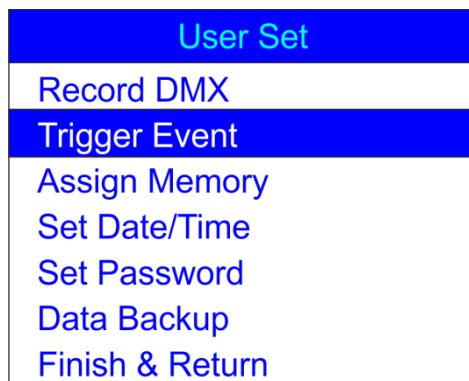 User Set
Record DMX
Trigger Event
Assign Memory
Set Date/Time
Set Password
Data Backup
Finish & Return